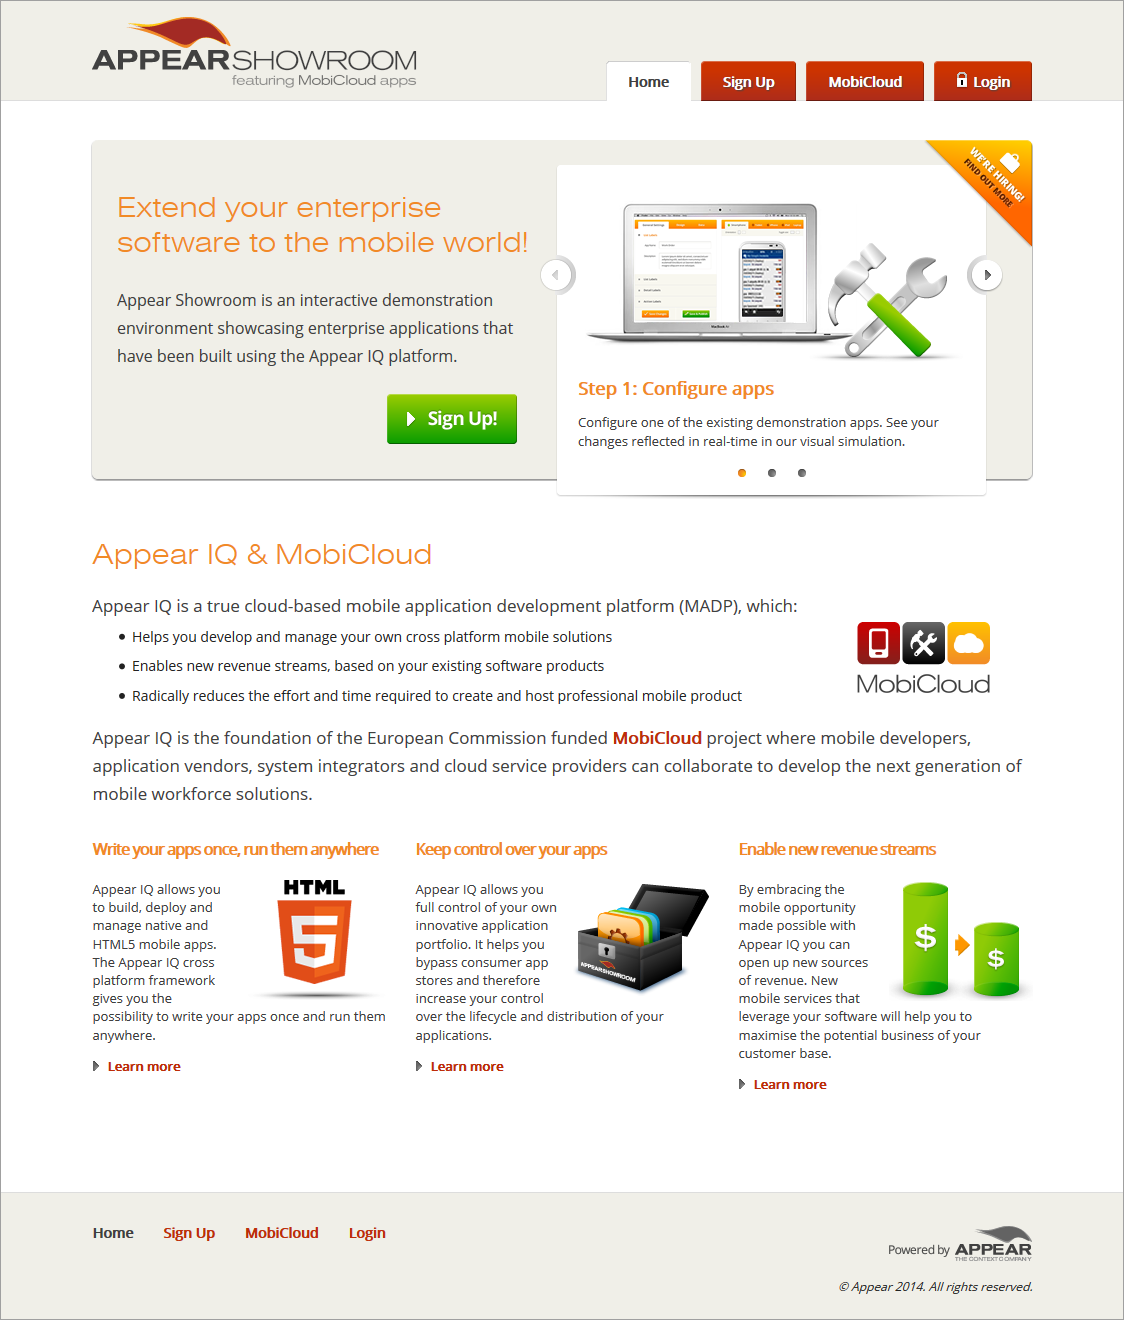 APPEARSHOWROOM
featuring MobiCloud apps
Home
Sign Up
MobiCloud
Login
WE'RE HIRING!
FIND OUT MORE
Extend your enterprise
software to the mobile world!
Appear Showroom is an interactive demonstration
environment showcasing enterprise applications that
have been built using the Appear IQ platform.
Sign Up!
MacBook Air
Step 1: Configure apps
Configure one of the existing demonstration apps. See your
changes reflected in real-time in our visual simulation.
Appear IQ & MobiCloud
Appear IQ is a true cloud-based mobile application development platform (MADP), which:
Helps you develop and manage your own cross platform mobile solutions
Enables new revenue streams, based on your existing software products
Radically reduces the effort and time required to create and host professional mobile product
MobiCloud
Appear IQ is the foundation of the European Commission funded MobiCloud project where mobile developers,
application vendors, system integrators and cloud service providers can collaborate to develop the next generation of
mobile workforce solutions.
Write your apps once, run them anywhere
HTML
5
Appear IQ allows you
to build, deploy and
manage native and
HTML5 mobile apps.
The Appear IQ cross
platform framework
gives you the
possibility to write your apps once and run them
anywhere.
Learn more
Keep control over your apps
Appear IQ allows you
full control of your own
innovative application
portfolio. It helps you
bypass consumer app
stores and therefore
increase your control
over the lifecycle and distribution of your
applications.
APPEARSHOWROOM
Learn more
Enable new revenue streams
By embracing the
mobile opportunity
made possible with
Appear IQ you can
open up new sources
of revenue. New
mobile services that
leverage your software will help you to
maximise the potential business of your
customer base.
$
$
Learn more
Home
Sign Up
MobiCloud
Login
Powered by APPEAR
THE CONTEXT COMPANY
© Appear 2014. All rights reserved.